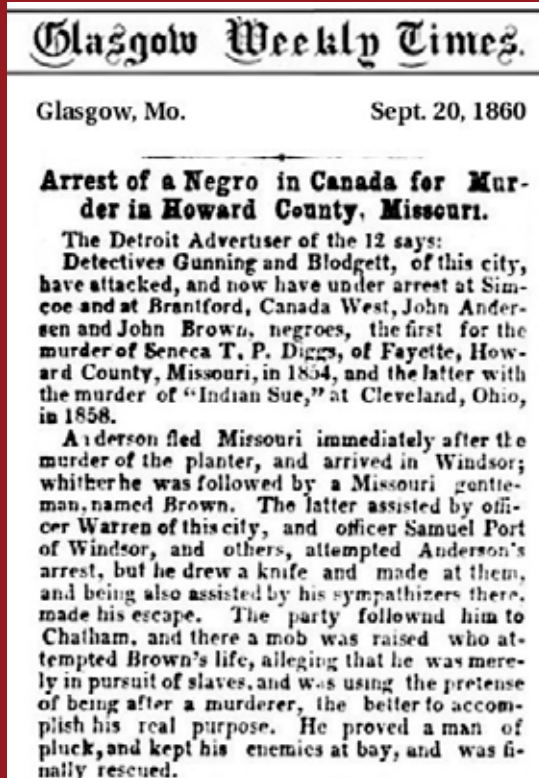 Glasgow Weekly Times.
Glasgow, Mo. Sept. 20, 1860
Arrest of a Negro in Canada for Mur-
der in Howard County, Missouri.
The Detroit Advertiser of the 12 says:
Detectives Gunning and Blodgett, of this city,
have attacked, and now have under arrest at Sim-
coe and at Brantford, Canada West, John Ander-
sen and John Brown, negroes, the first for the
murder of Seneca T. P. Diggs, of Fayette, How-
ard County, Missouri, in 1854, and the latter with
the murder of "Indian Sue," at Cleveland, Ohio,
in 1858.
Anderson fled Missouri immediately after the
murder of the planter, and arrived in Windsor;
whither he was followed by a Missouri gentle-
man, named Brown. The latter assisted by offi-
cer Warren of this city, and officer Samuel Port
of Windsor, and others, attempted Anderson's
arrest, but he drew a knife and made at them,
and being also assisted by his sympathizers there,
made his escape. The party follownd him to
Chatham, and there a mob was raised who at-
tempted Brown's life, alleging that he was mere-
ly in pursuit of slaves, and was using the pretense
of being after a murderer, the better to accom-
plish his real purpose. He proved a man of
pluck, and kept his enemies at bay, and was fi-
nally rescued.